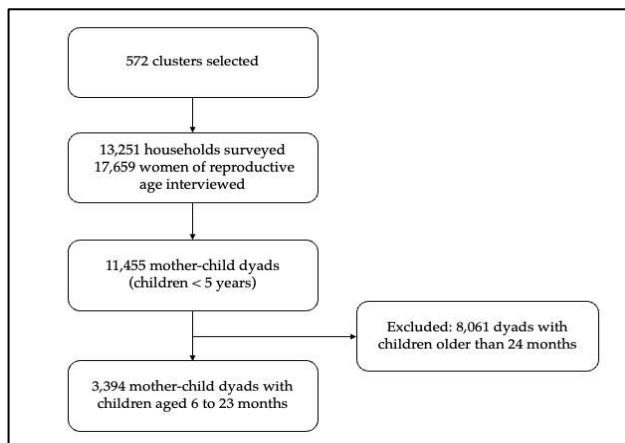 572 clusters selected
13,251 households surveyed
17,659 women of reproductive
age interviewed
11,455 mother-child dyads
(children < 5 years)
Excluded: 8,061 dyads with
children older than 24 months
3,394 mother-child dyads with
children aged 6 to 23 months